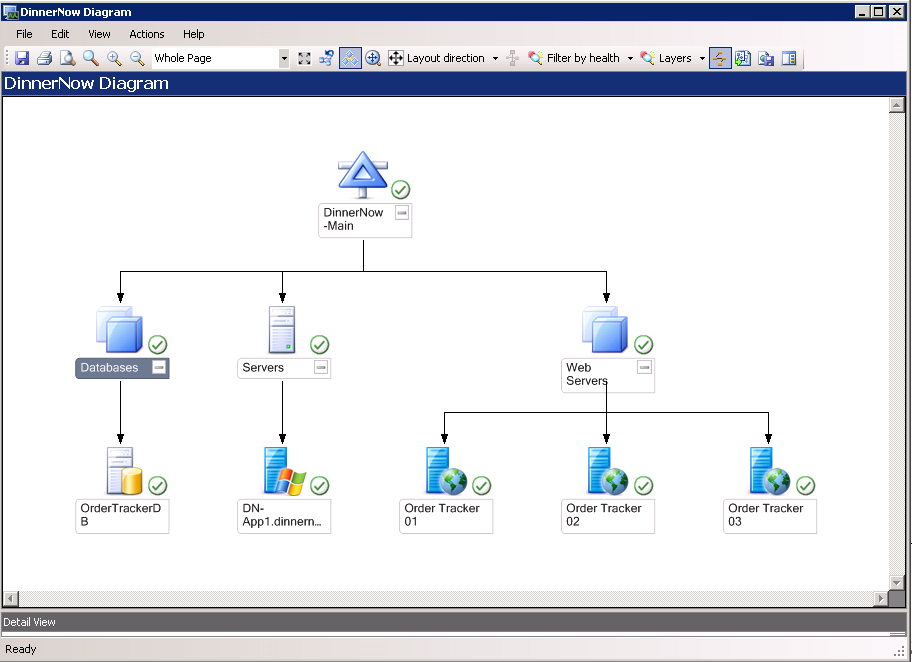 DinnerNow Diagram
File Edit View Actions Help
Whole Page Layout direction Filter by health Layers
DinnerNow Diagram
DinnerNow
-Main
Databases
Servers
Web
Servers
OrderTrackerD
B
DN-
App1.dinnern...
Order Tracker
01
Order Tracker
02
Order Tracker
03
Detail View
Ready